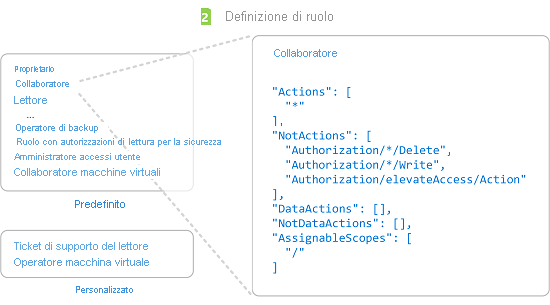 2 Definizione di ruolo
Proprietario
Collaboratore
Lettore
...
Operatore di backup
Ruolo con autorizzazioni di lettura per la sicurezza
Amministratore accessi utente
Collaboratore macchine virtuali
Predefinito
Ticket di supporto del lettore
Operatore macchina virtuale
Personalizzato
Collaboratore
"Actions": [
"*"
],
"NotActions": [
"Authorization/*/Delete",
"Authorization/*/Write",
"Authorization/elevateAccess/Action"
],
"DataActions": [],
"NotDataActions": [],
"AssignableScopes": [
"/"
]